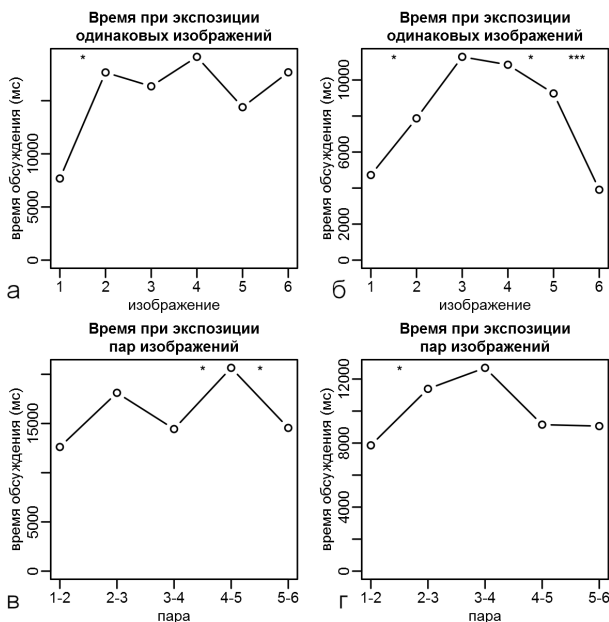 Время при экспозиции
одинаковых изображений
*
время обсуждения (мс)
0
5000
10000
1
2
3
4
5
6
изображение
а
Время при экспозиции
одинаковых изображений
*
*
***
время обсуждения (мс)
0
2000
6000
10000
1
2
3
4
5
6
изображение
б
Время при экспозиции
пар изображений
*
*
время обсуждения (мс)
0
5000
15000
1-2
2-3
3-4
4-5
5-6
пара
в
Время при экспозиции
пар изображений
*
время обсуждения (мс)
0
4000
8000
12000
1-2
2-3
3-4
4-5
5-6
пара
г